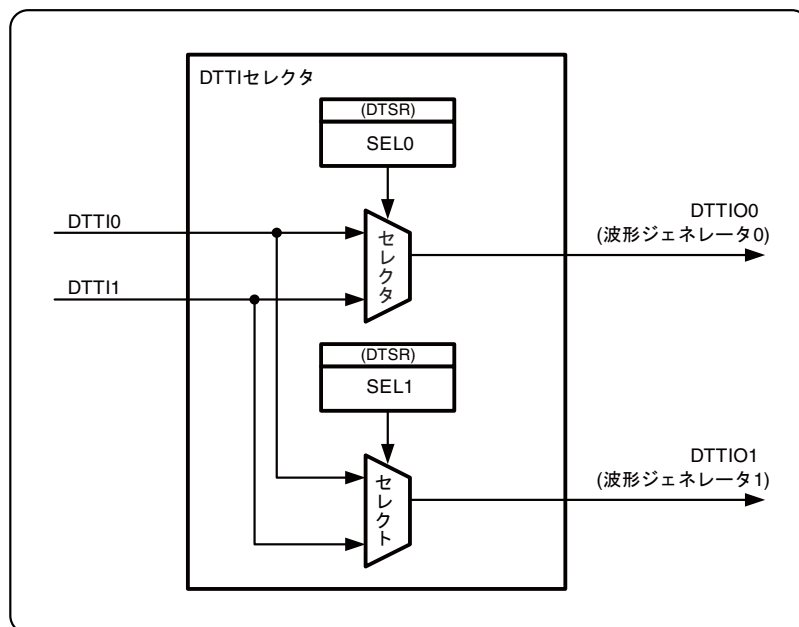 DTTIセレクタ
(DTSR)
SEL0
DTTI0
セレクタ
DTTIO0
(波形ジェネレータ0)
DTTI1
(DTSR)
SEL1
セレクト
DTTIO1
(波形ジェネレータ1)